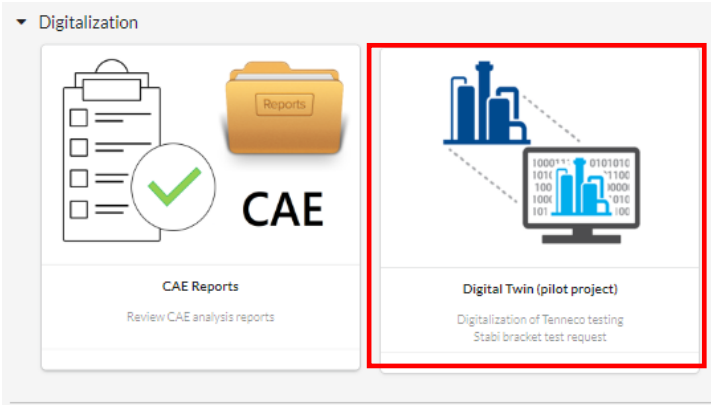 Digitalization
Reports
CAE
CAE Reports
Review CAE analysis reports
Digital Twin (pilot project)
Digitalization of Tenneco testing
Stabi bracket test request